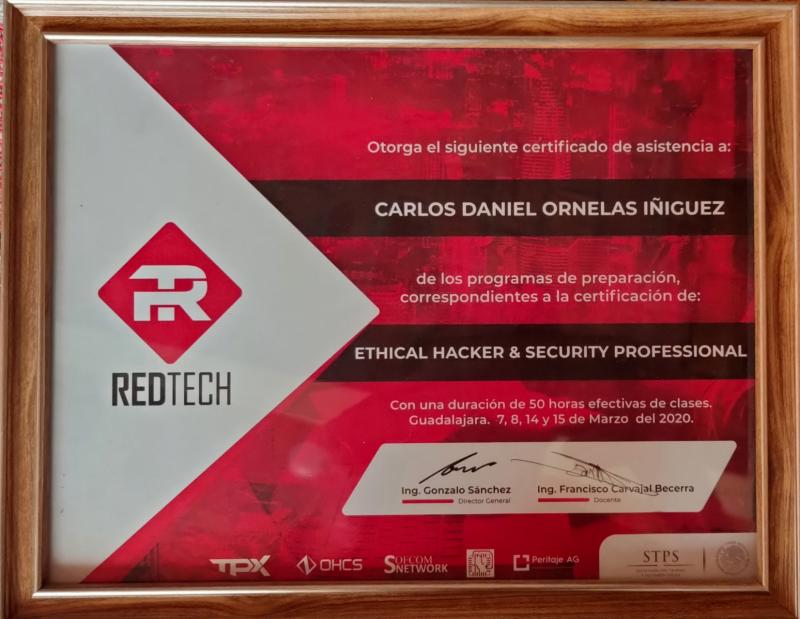 Otorga el siguiente certificado de asistencia a:
CARLOS DANIEL ORNELAS IÑIGUEZ
de los programas de preparación,
correspondientes a la certificación de:
ETHICAL HACKER & SECURITY PROFESSIONAL
Con una duración de 50 horas efectivas de clases.
Guadalajara. 7, 8, 14 y 15 de Marzo del 2020.
Ing. Gonzalo Sánchez
Director General
Ing. Francisco Carvajal Becerra
Docente
TR
REDTECH
TPX
OHCS
SOFCOM
NETWORK
Peritaje AG
STPS